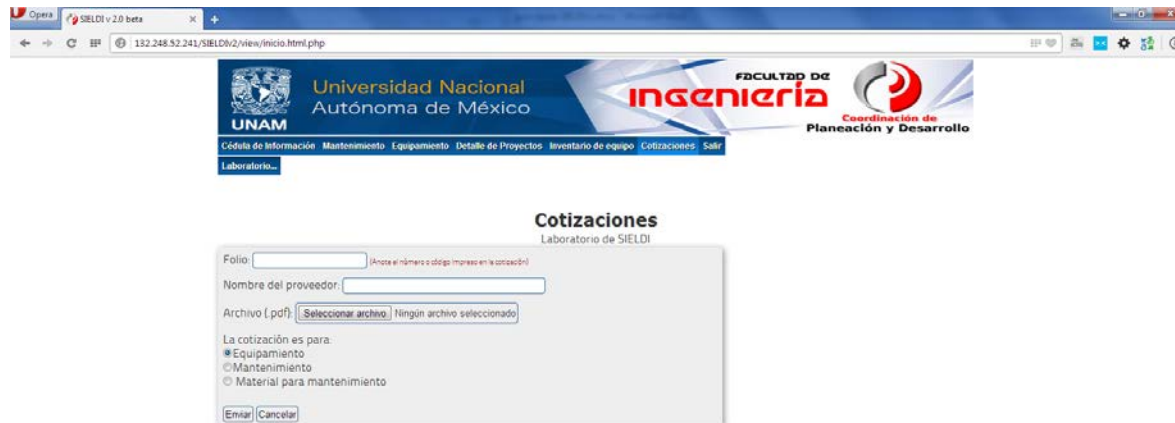 Opera
SIELDI v 2.0 beta
132.248.52.241/SIELDIv2/view/inicio.html.php
UNAM
Universidad Nacional
Autónoma de México
FACULTAD DE
INGENIERÍA
Coordinación de
Planeación y Desarrollo
Cédula de Información Mantenimiento Equipamiento Detalle de Proyectos Inventario de equipo Cotizaciones Salir
Laboratorio...
Cotizaciones
Laboratorio de SIELDI
Folio: (Anote el número o código impreso en la cotización)
Nombre del proveedor:
Archivo (.pdf): Seleccionar archivo Ningún archivo seleccionado
La cotización es para:
Equipamiento
Mantenimiento
Material para mantenimiento
Enviar Cancelar